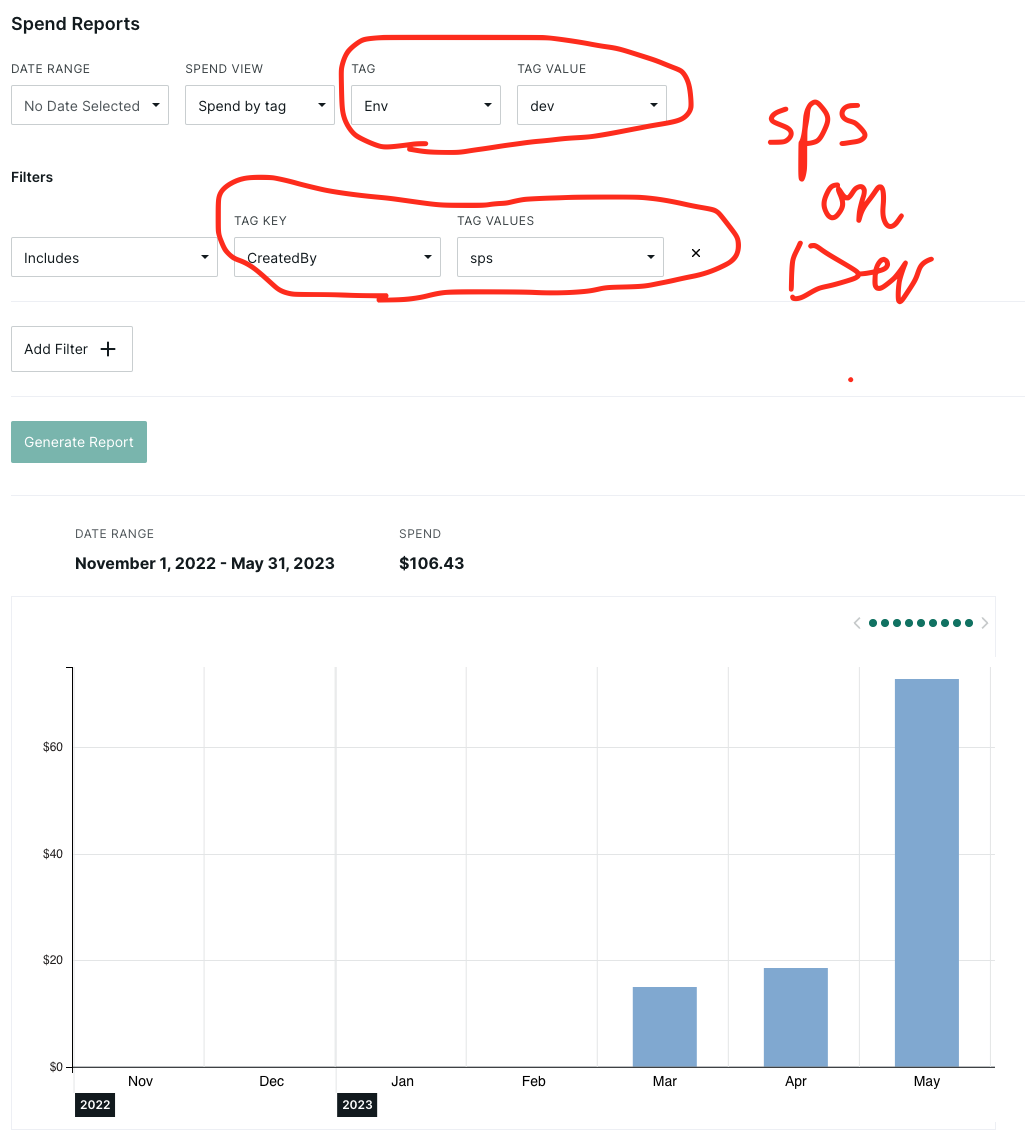 Spend Reports
DATE RANGE SPEND VIEW TAG TAG VALUE
No Date Selected Spend by tag Env dev
sps
on
Dev
Filters
TAG KEY TAG VALUES
Includes CreatedBy sps ×
Add Filter +
Generate Report
DATE RANGE SPEND
November 1, 2022 - May 31, 2023 $106.43
$60
$40
$20
$0
Nov Dec Jan Feb Mar Apr May
2022 2023